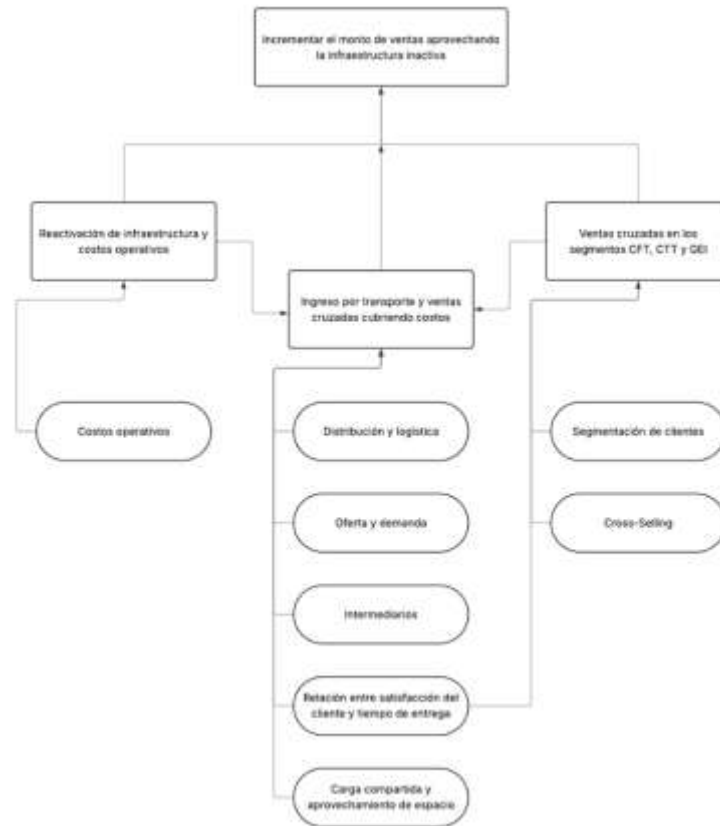 Incrementar el monto de ventas aprovechando
la infraestructura inactiva
Reactivación de infraestructura y
costos operativos
Ventas cruzadas en los
segmentos CFT, CTT y GEI
Ingreso por transporte y ventas
cruzadas cubriendo costos
Costos operativos
Distribución y logística
Segmentación de clientes
Oferta y demanda
Cross-Selling
Intermediarios
Relación entre satisfacción del
cliente y tiempo de entrega
Carga compartida y
aprovechamiento de espacio